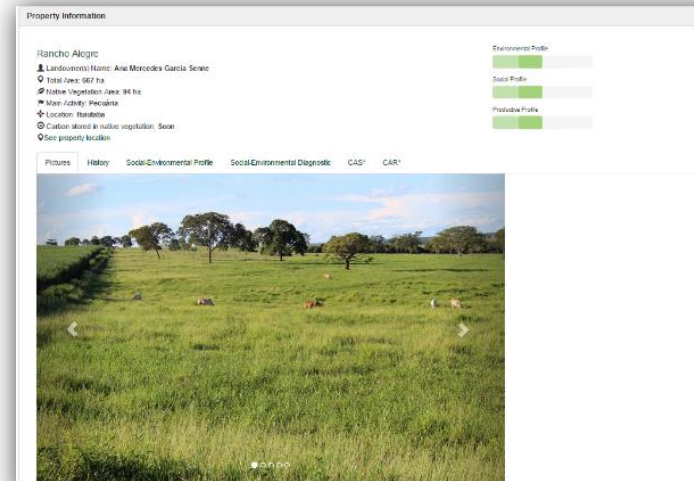 Property Information
Rancho Alegre
Landowner(s) Name: Ana Mercedes Garcia Senne
Total Area: 667 ha
Native Vegetation Area: 94 ha
Main Activity: Pecuária
Location: Ituiutaba
Carbon stored in native vegetation: Soon
See property location
Environmental Profile
Social Profile
Productive Profile
Pictures History Social-Environmental Profile Social-Environmental Diagnostic CAS* CAR*